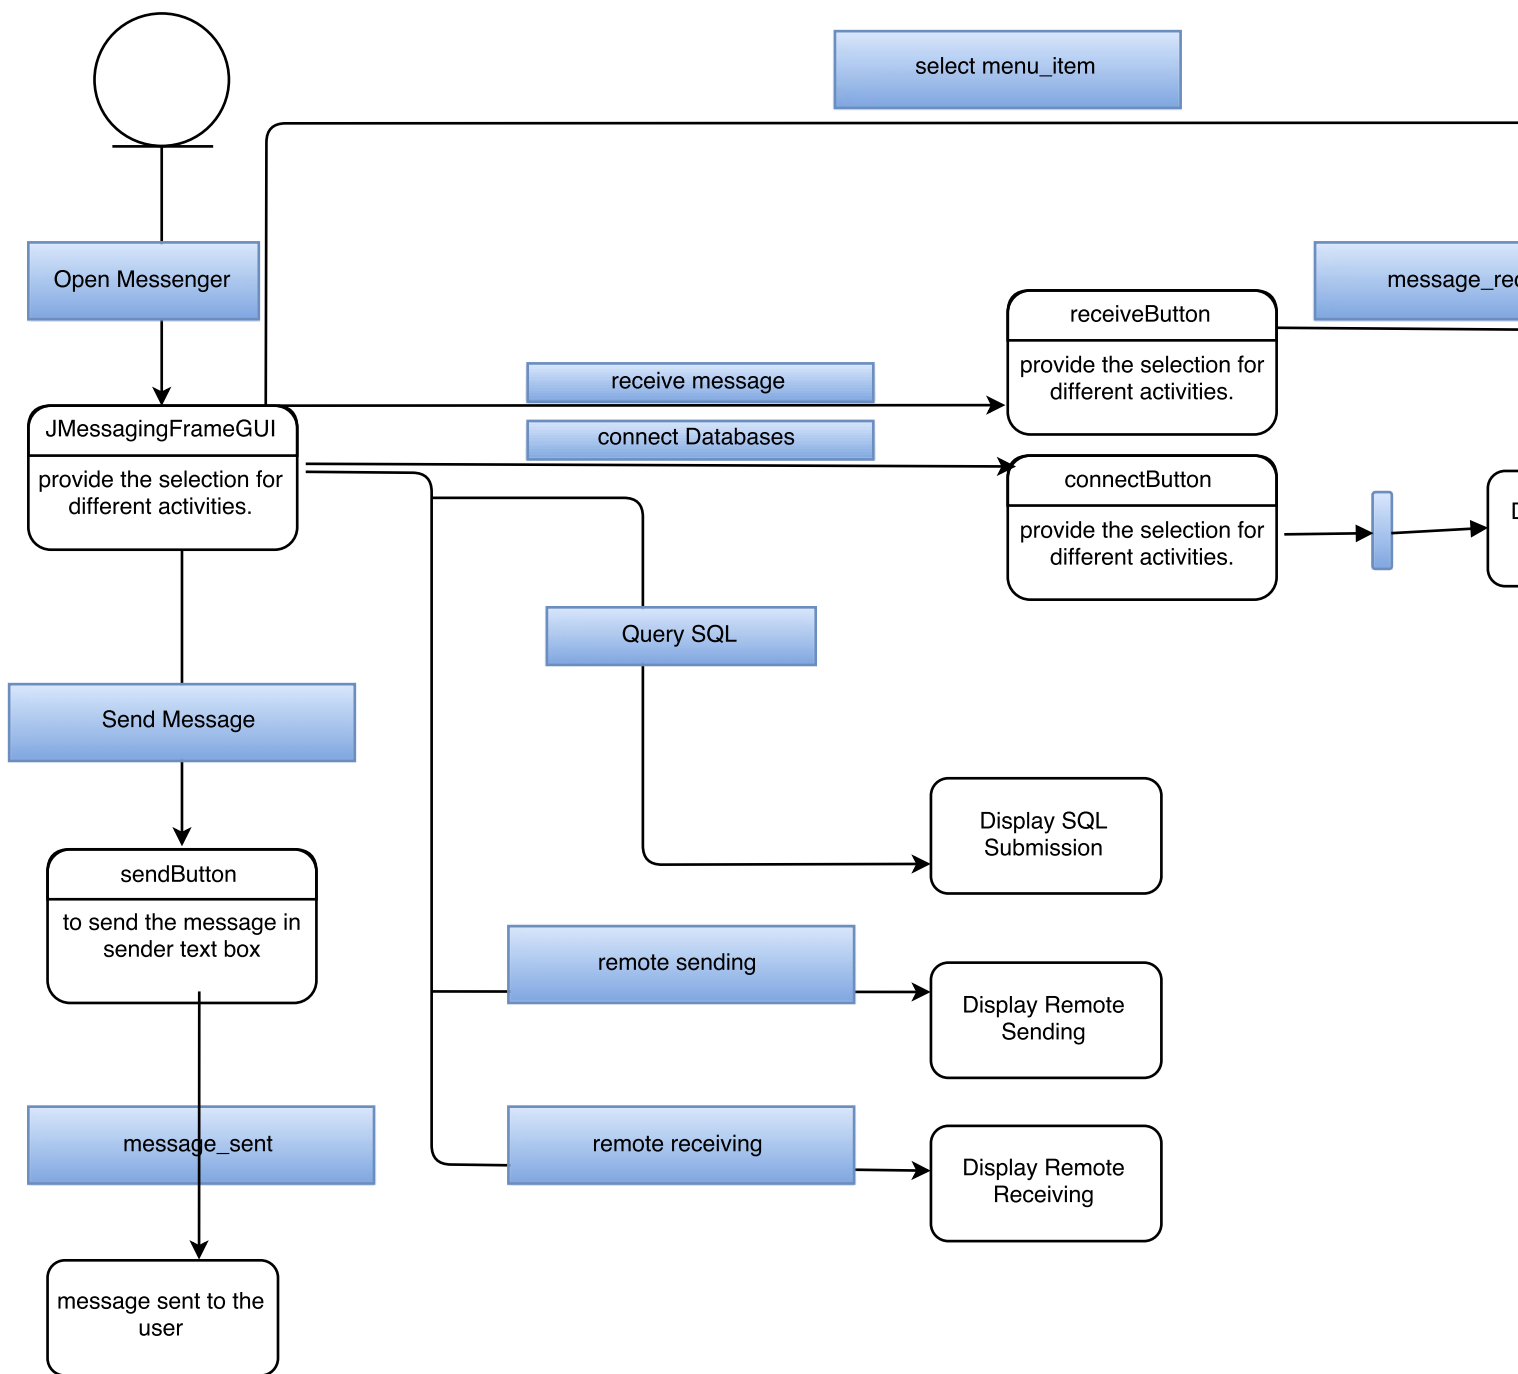 select menu_item
Open Messenger
receiveButton
provide the selection for
different activities.
receive message
connect Databases
JMessagingFrameGUI
provide the selection for
different activities.
connectButton
provide the selection for
different activities.
Query SQL
Send Message
Display SQL
Submission
sendButton
to send the message in
sender text box
remote sending
Display Remote
Sending
message_sent
remote receiving
Display Remote
Receiving
message sent to the
user